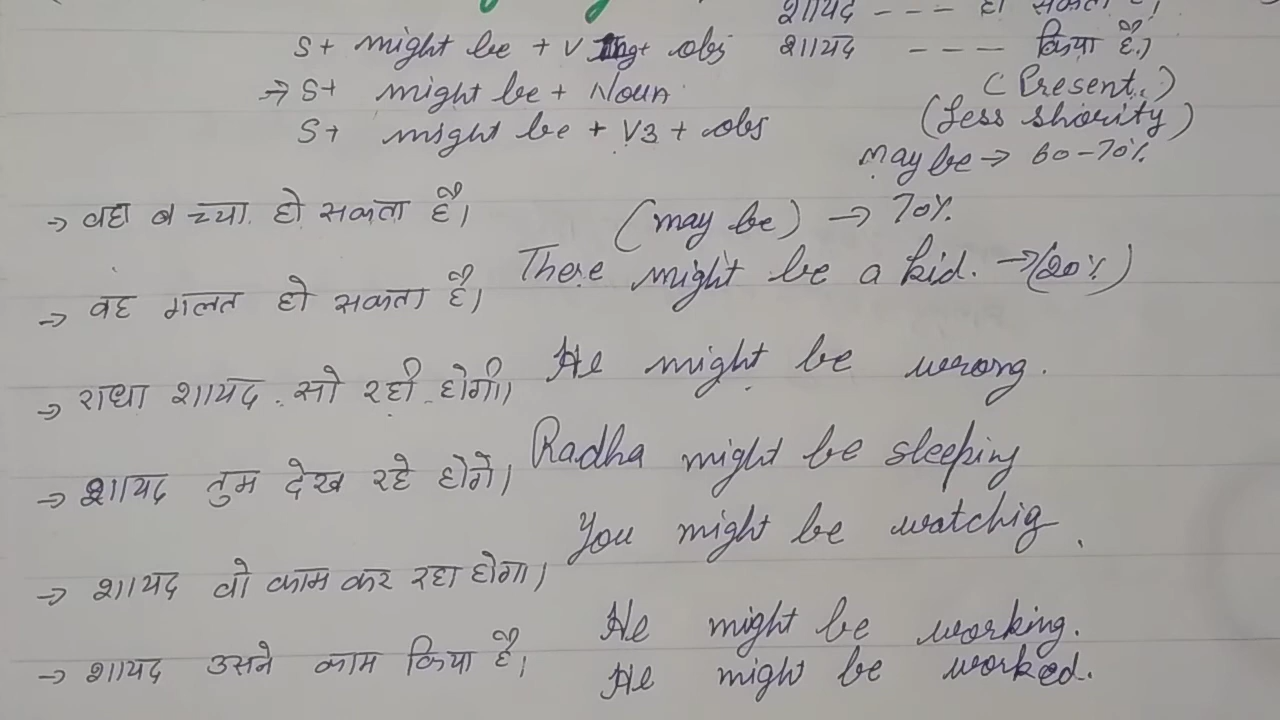 शायद --- हो सकता है।
S+ might be + V Ing+ obj शायद --- किया है।
→ S+ might be + Noun (Present.)
S+ might be + V3 + obj (Less shority)
May be → 60-70%
→ वहा बच्चा हो सकता है। (may be) → 70%
There might be a kid. → (20%)
→ वह गलत हो सकता है।
He might be wrong.
→ राधा शायद सो रही होगी।
Radha might be sleeping
→ शायद तुम देख रहे होगे।
You might be watchig.
→ शायद वो काम कर रहा होगा।
He might be working.
→ शायद उसने काम किया है।
He might be worked.